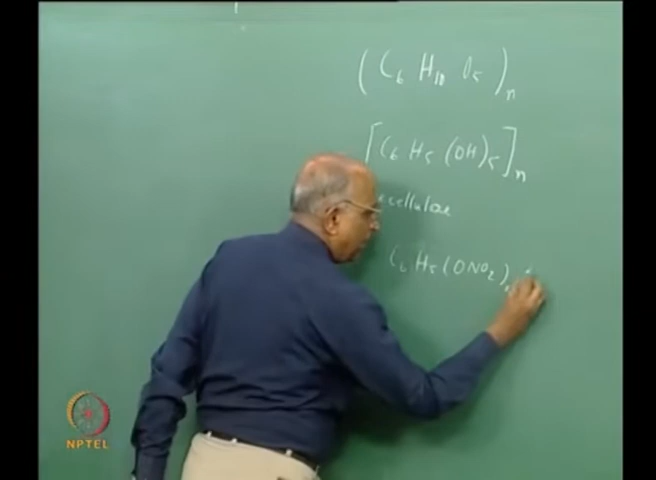 (C₆ H₁₀ O₅)ₙ
[C₆ H₅ (OH)₅]ₙ
cellulose
C₆ H₅ (ONO₂)
NPTEL